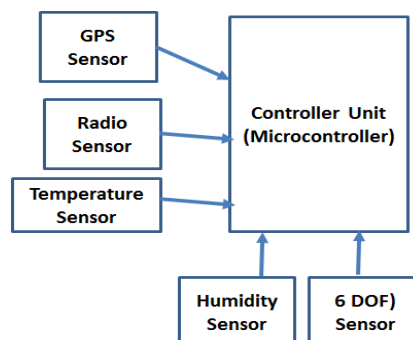 GPS
Sensor
Controller Unit
(Microcontroller)
Radio
Sensor
Temperature
Sensor
Humidity
Sensor
6 DOF)
Sensor